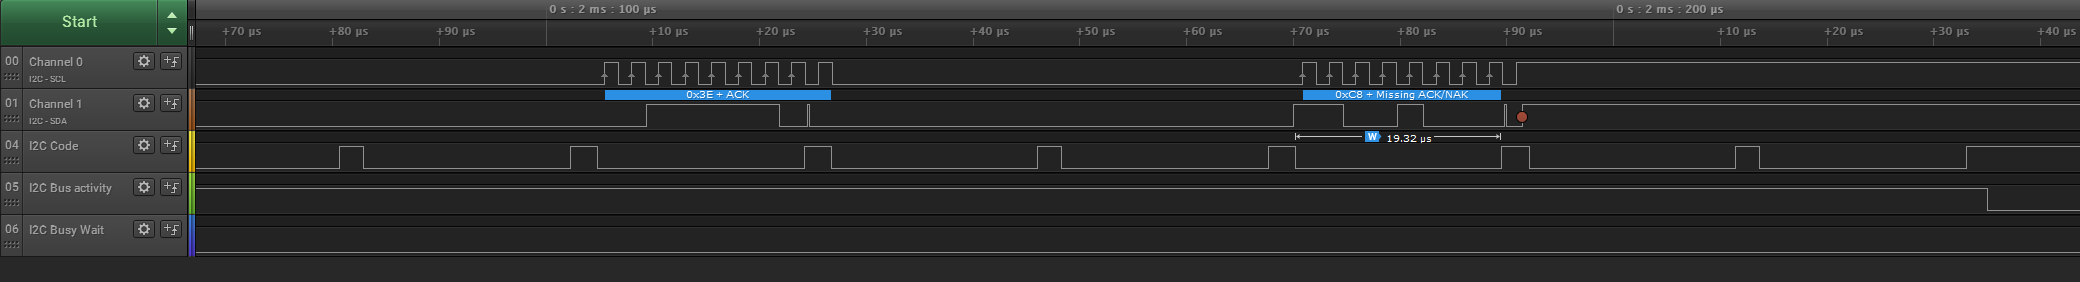 Start
0 s : 2 ms : 100 µs
0 s : 2 ms : 200 µs
+70 µs +80 µs +90 µs +10 µs +20 µs +30 µs +40 µs +50 µs +60 µs +70 µs +80 µs +90 µs +10 µs +20 µs +30 µs +40 µs
00 Channel 0
I2C - SCL
0x3E + ACK
0xC8 + Missing ACK/NAK
01 Channel 1
I2C - SDA
W 19.32 µs
04 I2C Code
05 I2C Bus activity
06 I2C Busy Wait